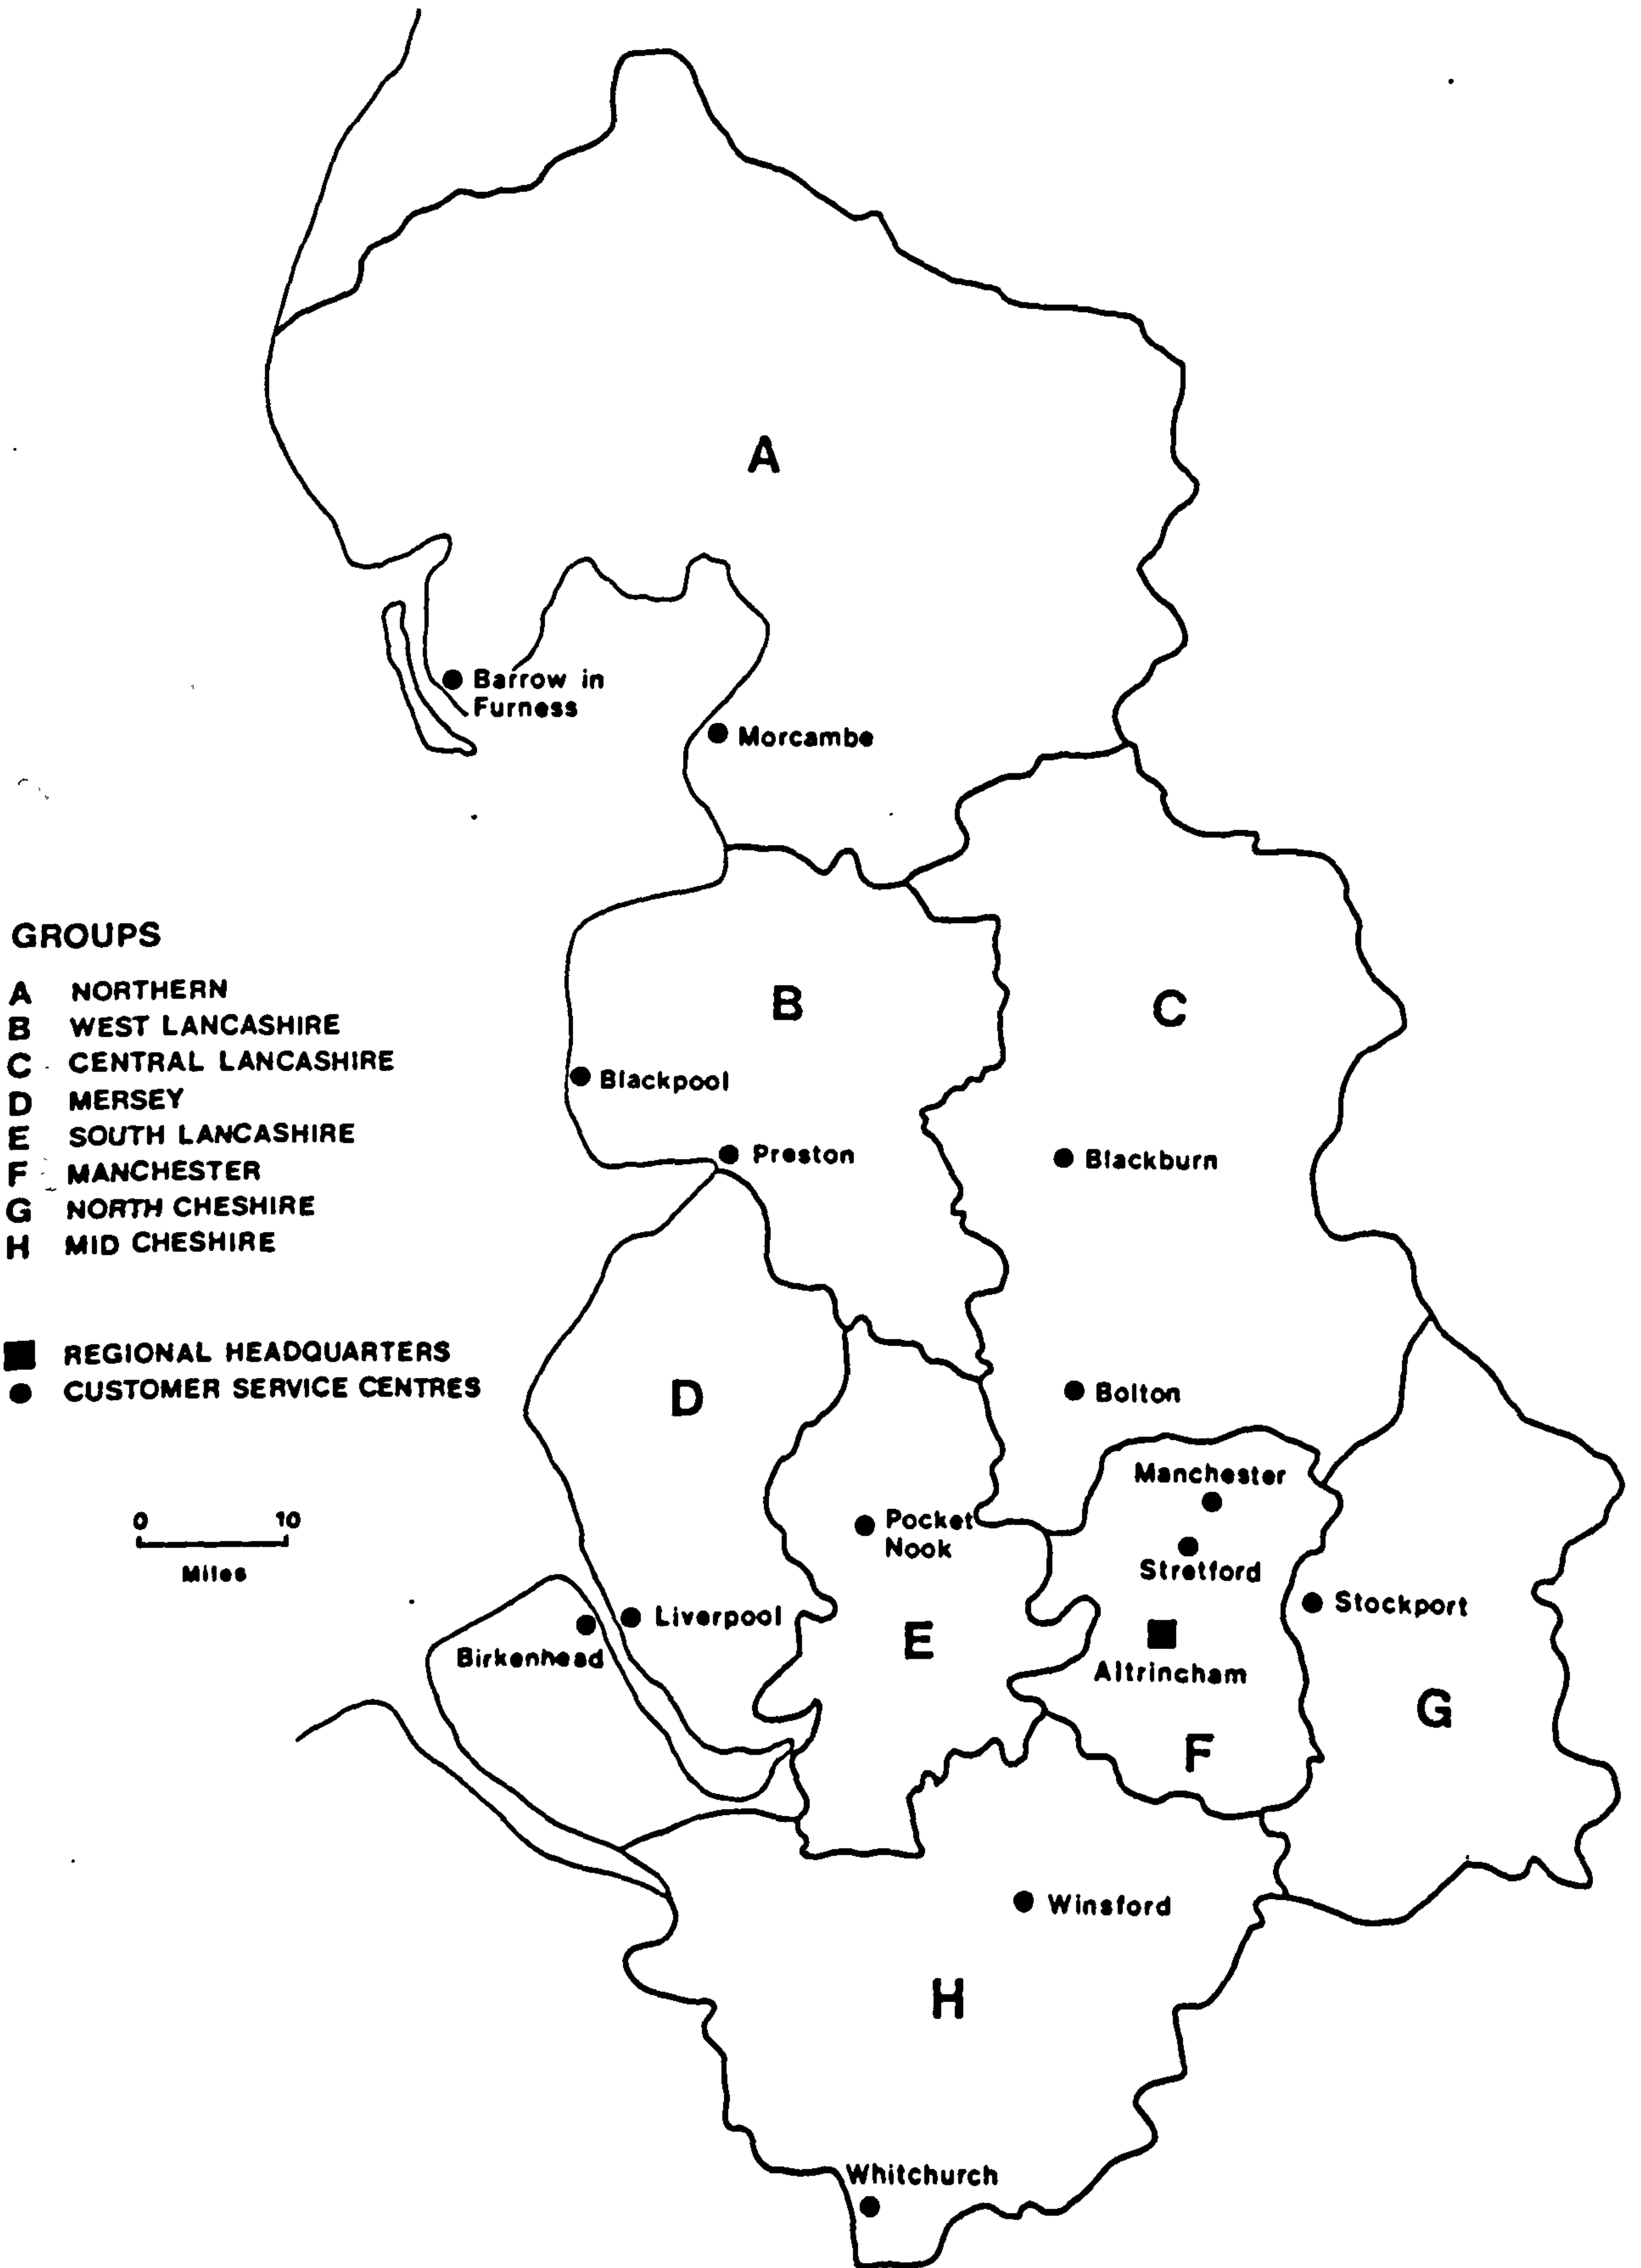 A
Barrow in
Furness
Morcambe
GROUPS
A NORTHERN
B WEST LANCASHIRE
C CENTRAL LANCASHIRE
D MERSEY
E SOUTH LANCASHIRE
F MANCHESTER
G NORTH CHESHIRE
H MID CHESHIRE
REGIONAL HEADQUARTERS
CUSTOMER SERVICE CENTRES
0 10
Miles
B
C
Blackpool
Preston
Blackburn
D
Bolton
Manchester
Pocket
Nook
Stretford
Stockport
Liverpool
Birkenhead
E
Altrincham
G
F
Winsford
H
Whitchurch